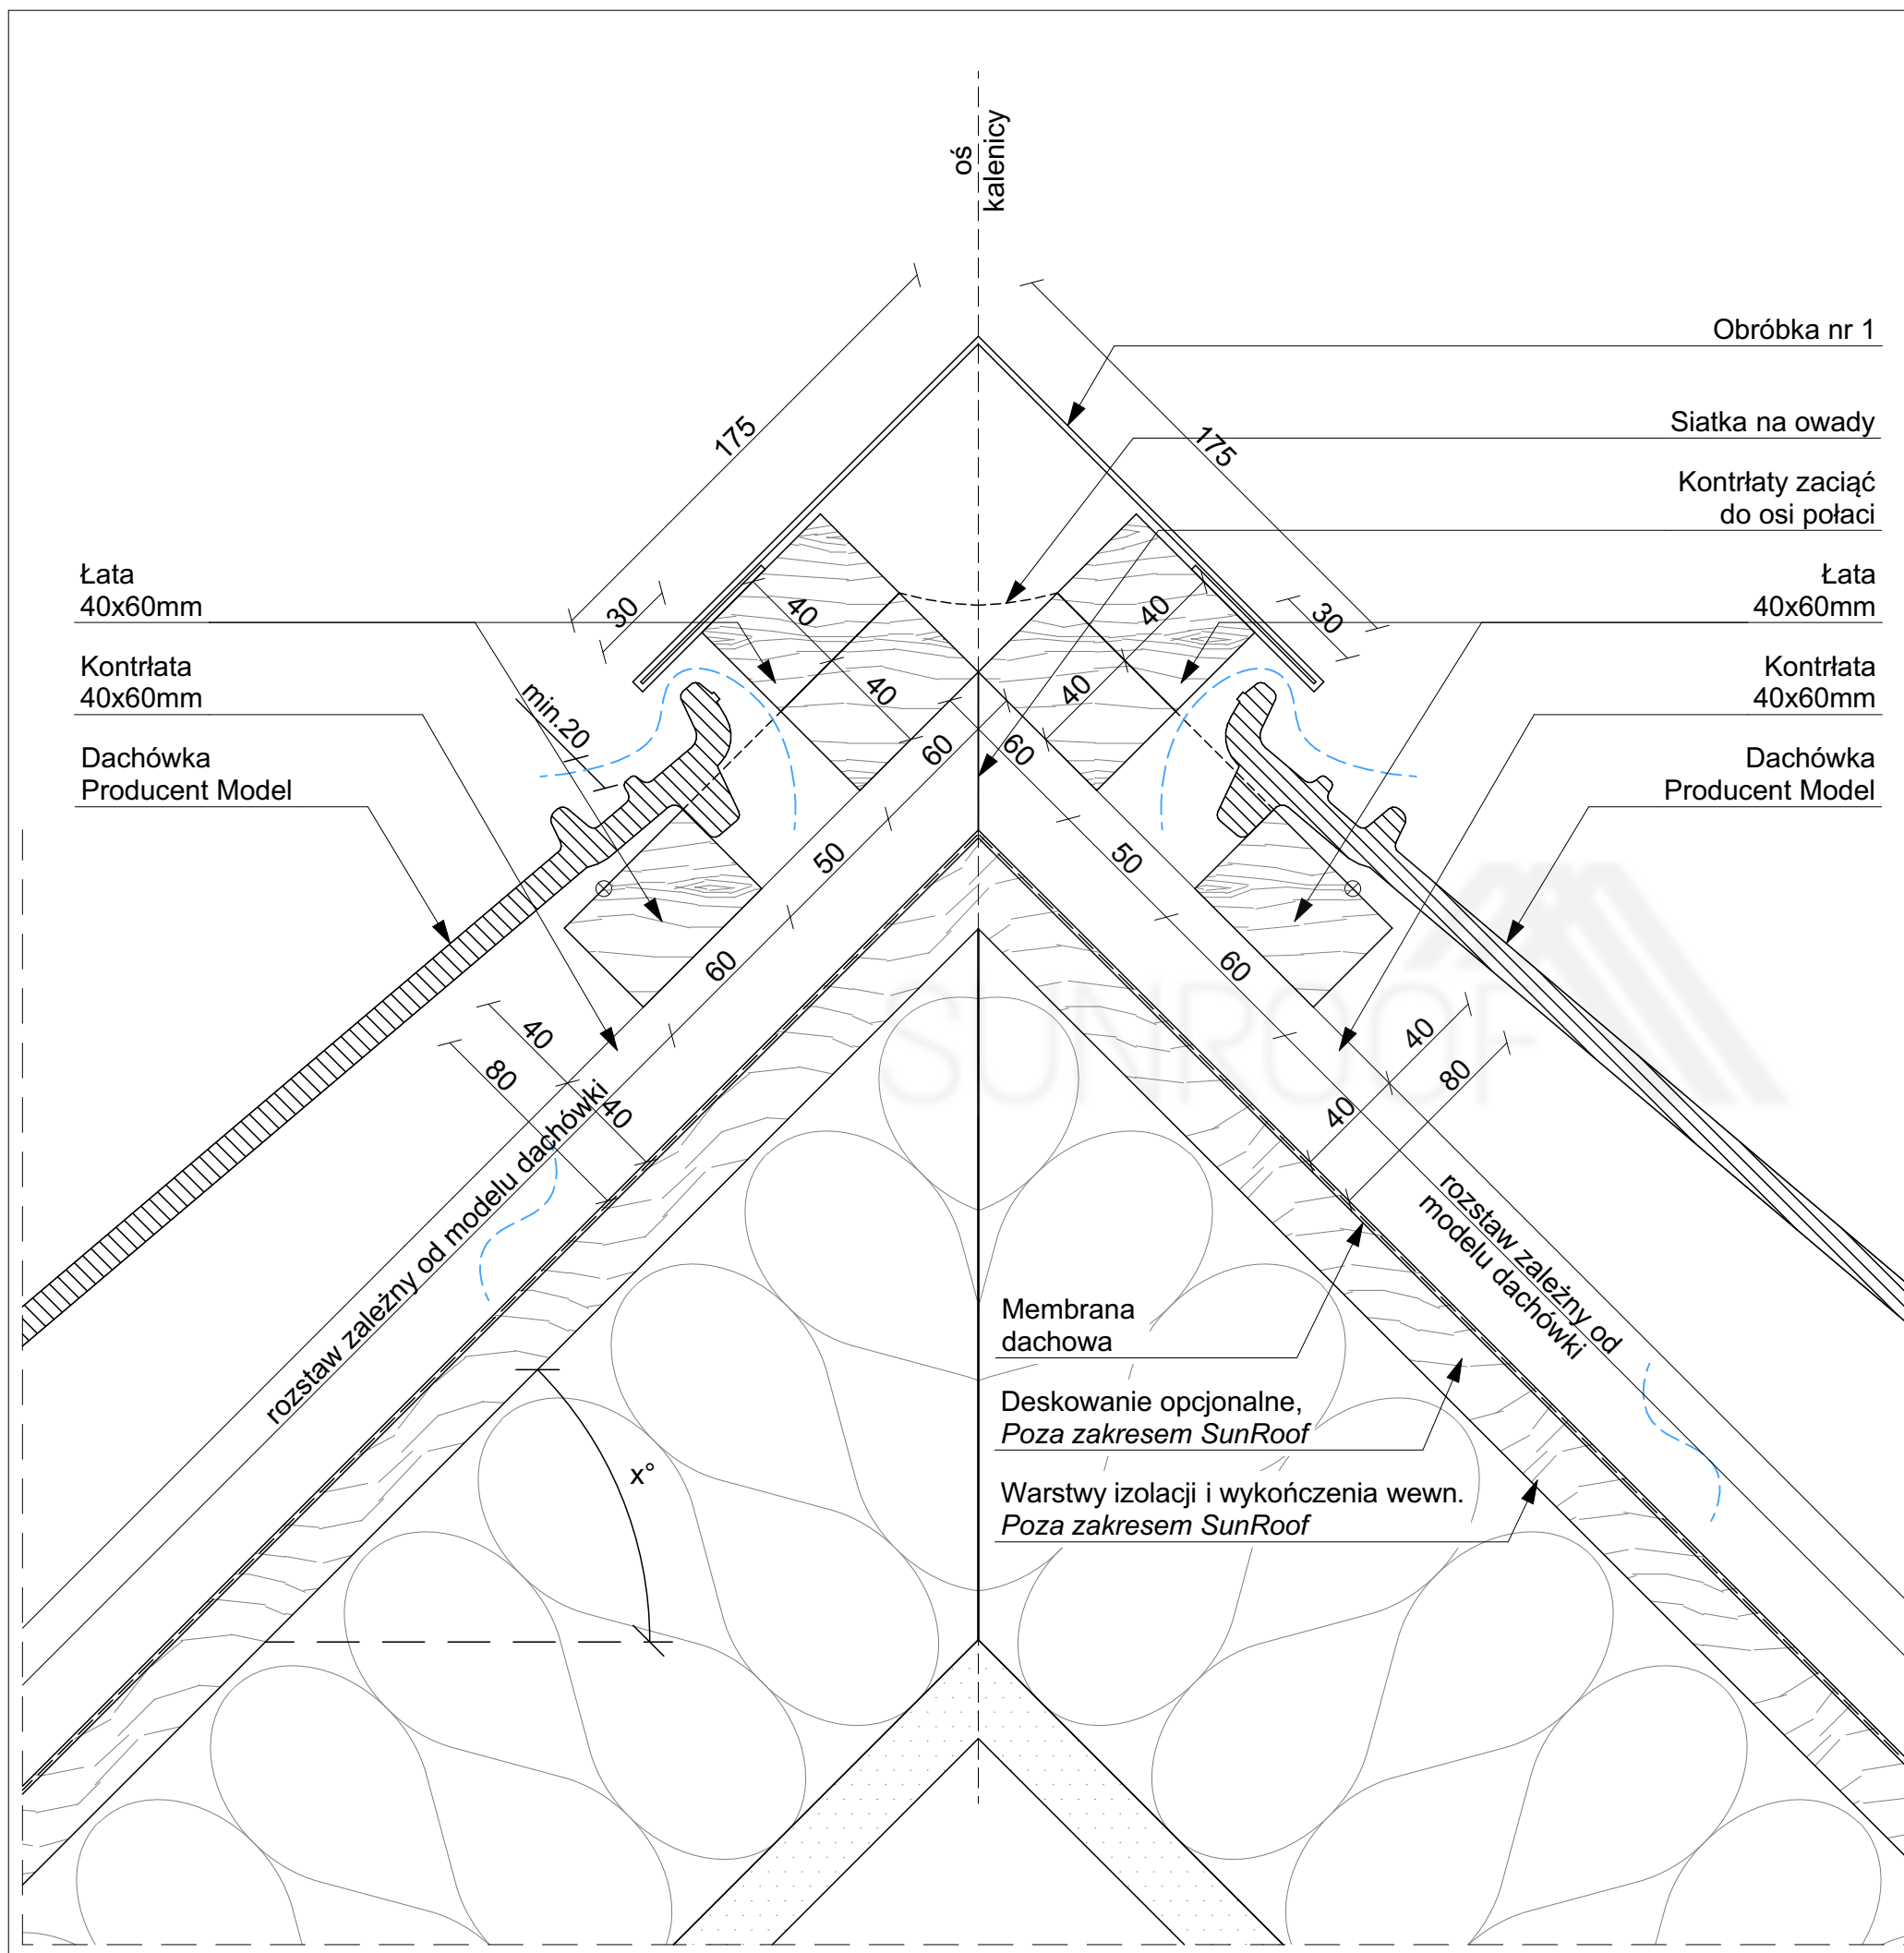 oś
kalenicy
175
175
Obróbka nr 1
Siatka na owady
Kontrłaty zaciąć
do osi połaci
Łata
40x60mm
Łata
40x60mm
Kontrłata
40x60mm
Kontrłata
40x60mm
Dachówka
Producent Model
Dachówka
Producent Model
30
30
40
40
40
40
min.20
60
60
50
50
60
60
40
80
40
40
80
40
rozstaw zależny od modelu dachówki
rozstaw zależny od
modelu dachówki
SUNROOF
Membrana
dachowa
Deskowanie opcjonalne,
Poza zakresem SunRoof
Warstwy izolacji i wykończenia wewn.
Poza zakresem SunRoof
x°